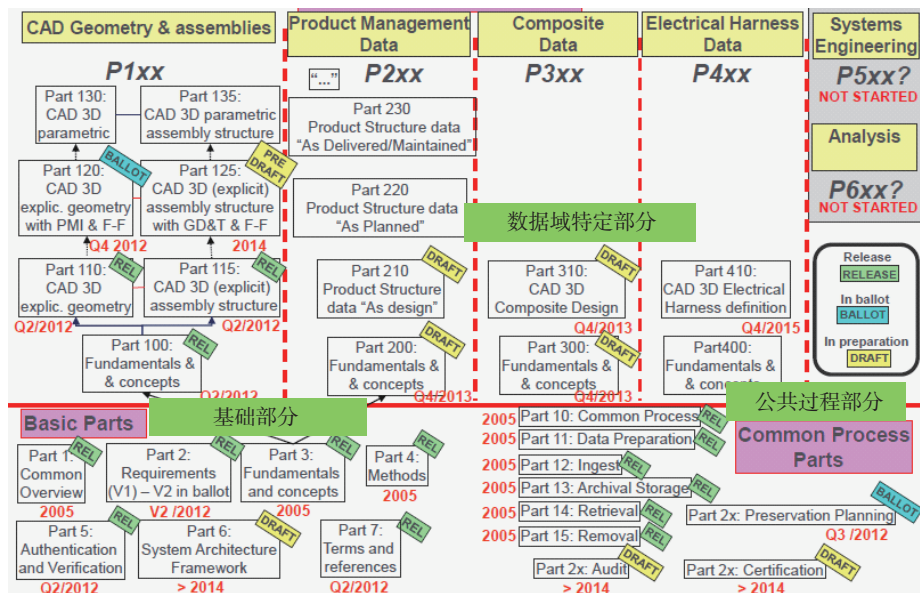 CAD Geometry & assemblies
P1xx
Part 130:
CAD 3D
parametric
Part 135:
CAD 3D parametric
assembly structure
BALLOT
PRE
DRAFT
Part 120:
CAD 3D
explic. geometry
with PMI & F-F
Q4 2012
Part 125:
CAD 3D (explicit)
assembly structure
with GD&T & F-F
2014
REL
REL
Part 110:
CAD 3D
explic. geometry
Q2/2012
Part 115:
CAD 3D (explicit)
assembly structure
Q2/2012
REL
Part 100:
Fundamentals &
& concepts
Q2/2012
Product Management
Data
"..."
P2xx
Part 230
Product Structure data
"As Delivered/Maintained"
Part 220
Product Structure data
"As Planned"
DRAFT
Part 210
Product Structure
data "As design"
DRAFT
Part 200:
Fundamentals &
& concepts
Q4/2013
Composite
Data
P3xx
数据域特定部分
DRAFT
Part 310:
CAD 3D
Composite Design
Q4/2013
DRAFT
Part 300:
Fundamentals &
& concepts
Q4/2013
Electrical Harness
Data
P4xx
Part 410:
CAD 3D Electrical
Harness definition
Q4/2015
Part400:
Fundamentals &
& concepts
Systems
Engineering
P5xx?
NOT STARTED
Analysis
P6xx?
NOT STARTED
Release
RELEASE
In ballot
BALLOT
In preparation
DRAFT
Basic Parts
基础部分
REL
Part 1:
Common
Overview
2005
REL
Part 2:
Requirements
(V1) – V2 in ballot
V2 /2012
REL
Part 3:
Fundamentals
and concepts
2005
REL
Part 4:
Methods
2005
REL
Part 5:
Authentication
and Verification
Q2/2012
DRAFT
Part 6:
System Architecture
Framework
> 2014
REL
Part 7:
Terms and
references
Q2/2012
公共过程部分
Common Process
Parts
2005 Part 10: Common Process REL
2005 Part 11: Data Preparation REL
2005 Part 12: Ingest REL
2005 Part 13: Archival Storage REL
2005 Part 14: Retrieval REL
2005 Part 15: Removal REL
BALLOT
Part 2x: Preservation Planning
Q3 /2012
Part 2x: Audit DRAFT
> 2014
Part 2x: Certification DRAFT
> 2014